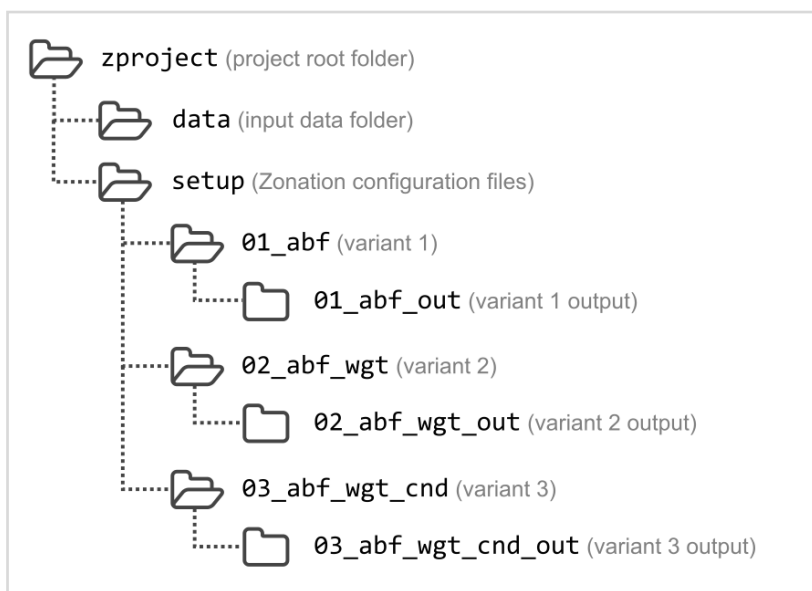 zproject (project root folder)
data (input data folder)
setup (Zonation configuration files)
01_abf (variant 1)
01_abf_out (variant 1 output)
02_abf_wgt (variant 2)
02_abf_wgt_out (variant 2 output)
03_abf_wgt_cnd (variant 3)
03_abf_wgt_cnd_out (variant 3 output)